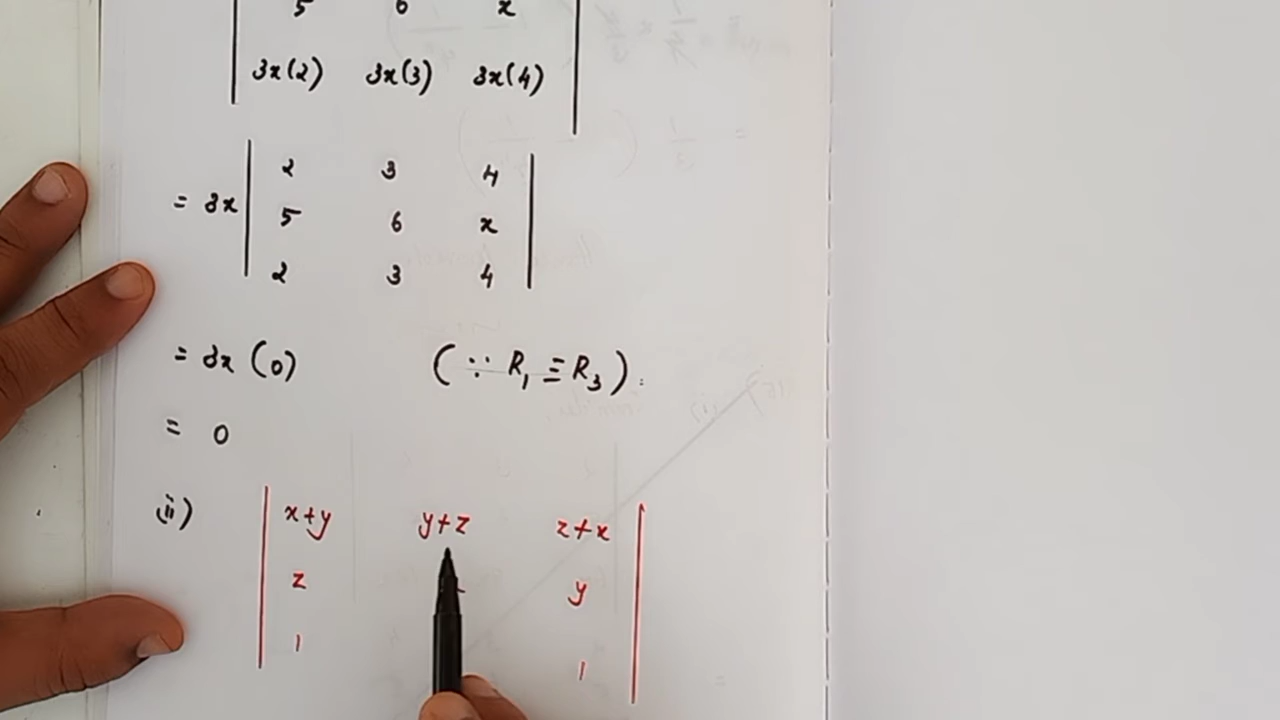 5 6 x
3x(2) 3x(3) 3x(4)
2 3 4
= 3x 5 6 x
2 3 4
= 3x (0) (∵ R₁ ≡ R₃).
= 0
(ii) x+y y+z z+x
z y
1 1